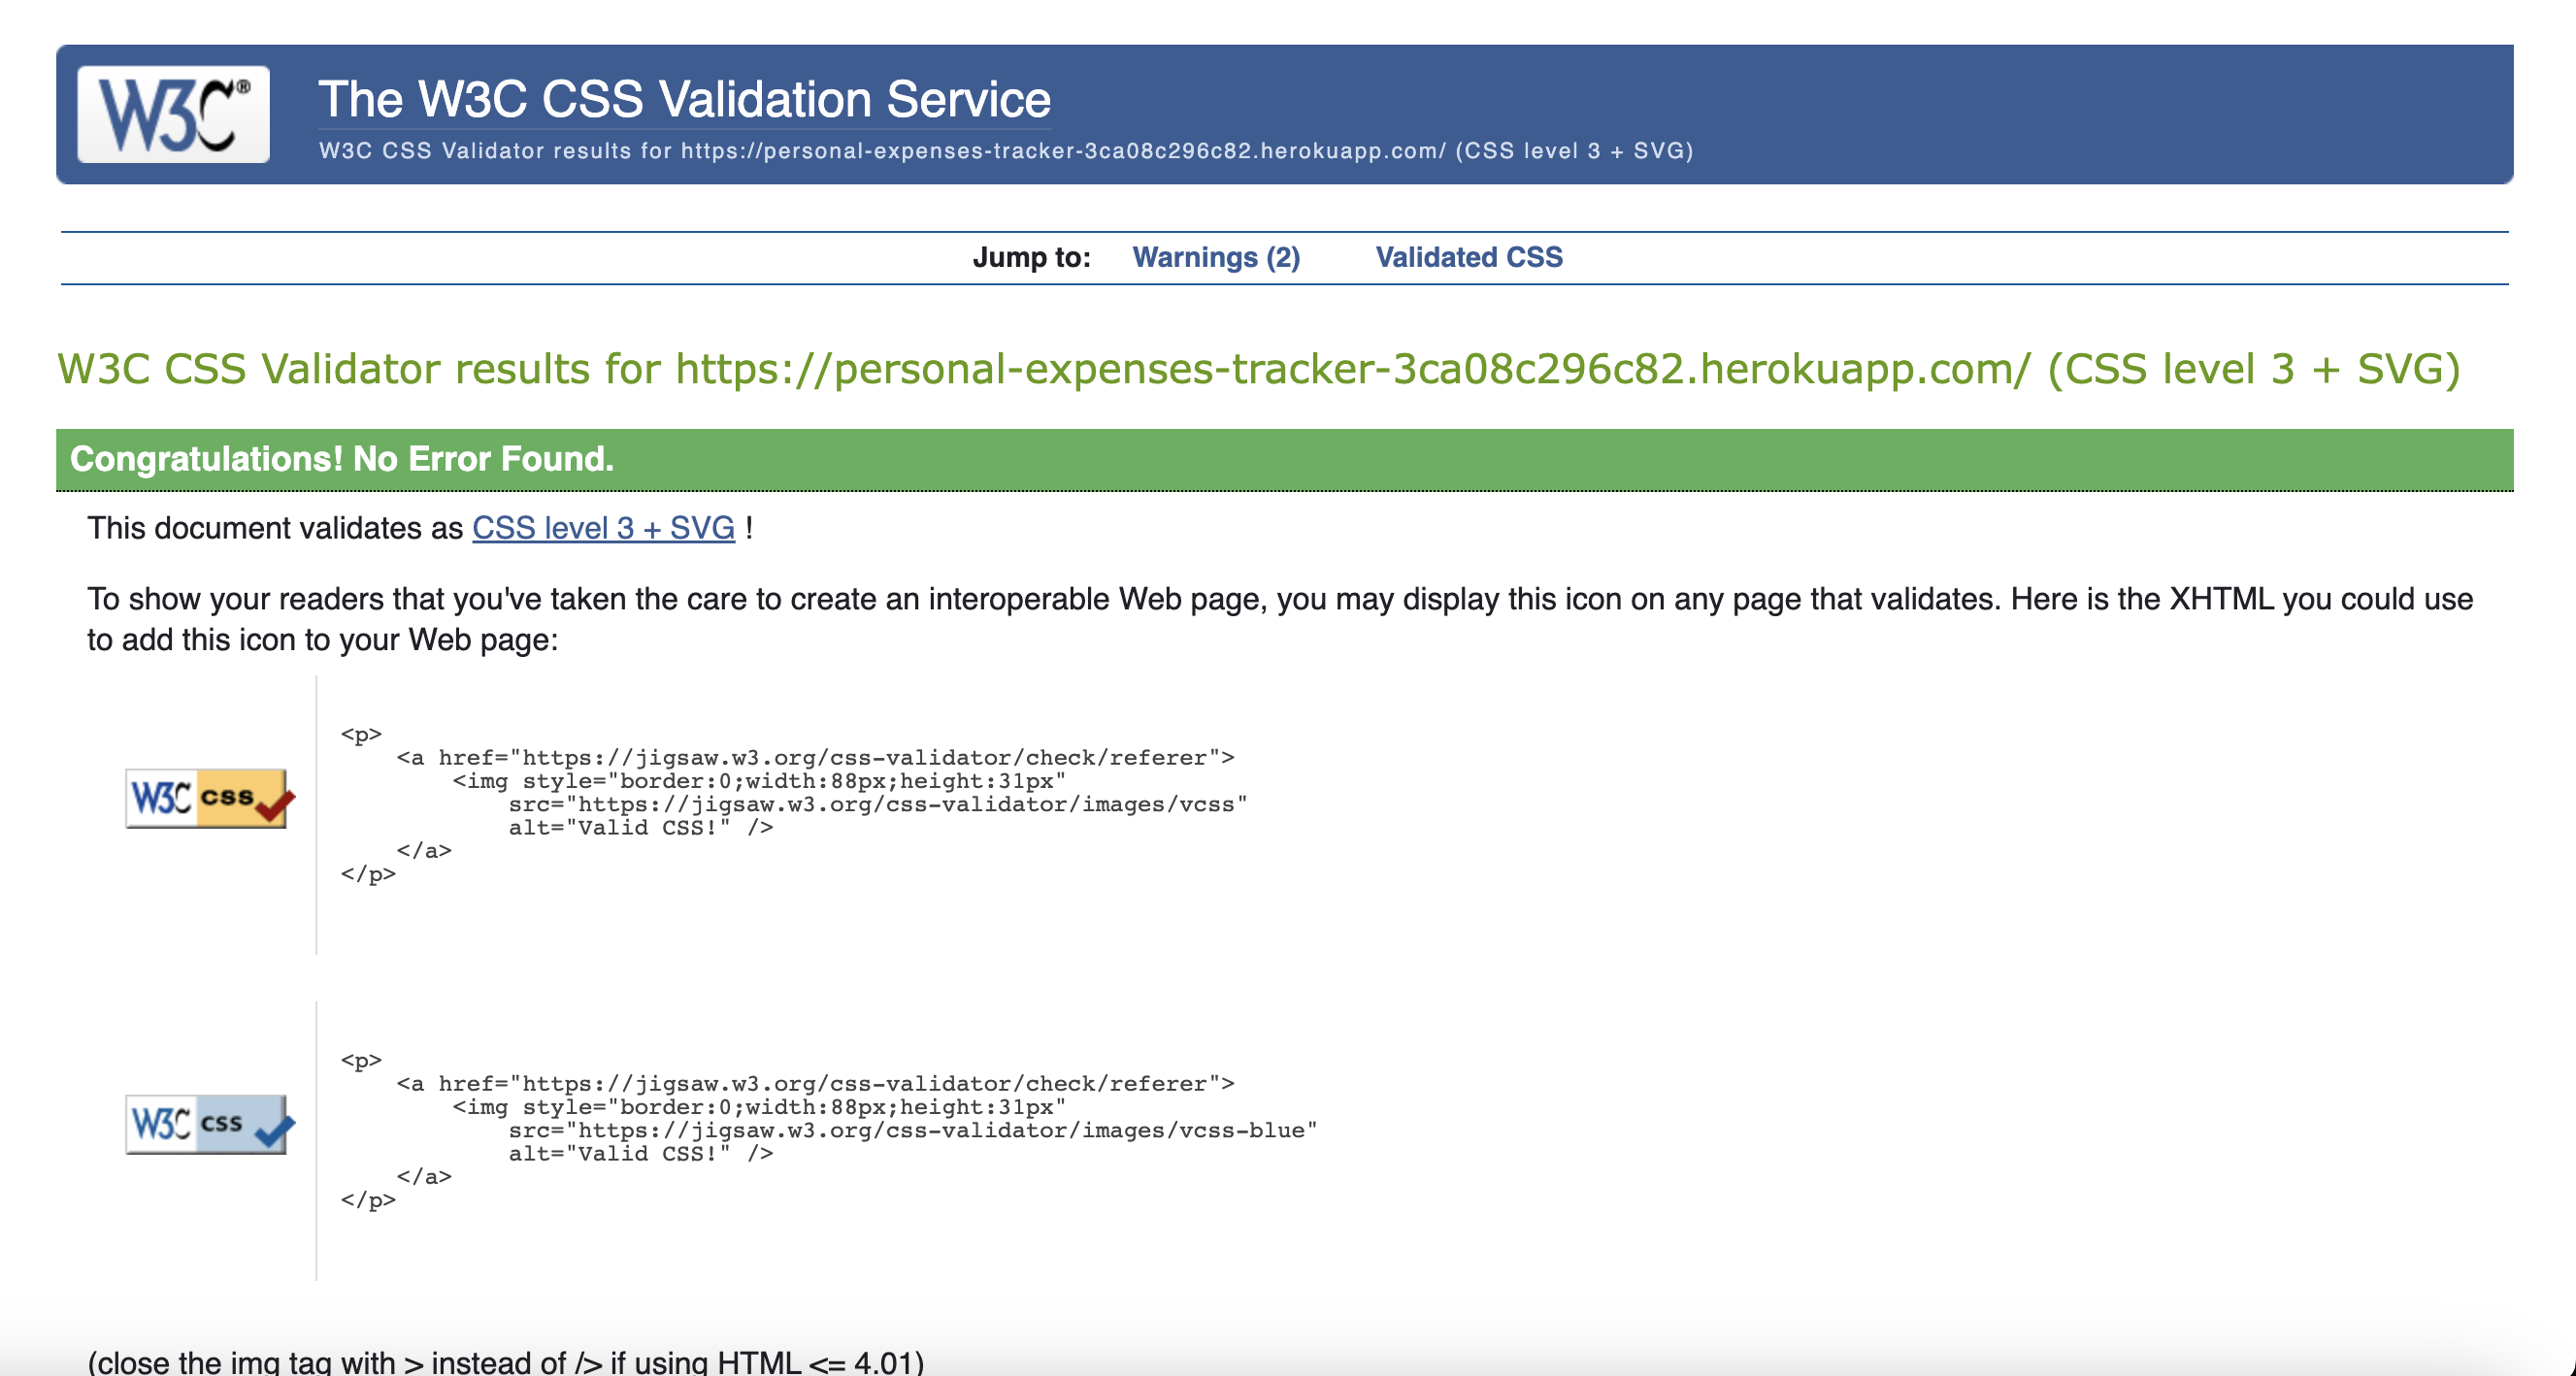 W3C®
The W3C CSS Validation Service
W3C CSS Validator results for https://personal-expenses-tracker-3ca08c296c82.herokuapp.com/ (CSS level 3 + SVG)
Jump to: Warnings (2) Validated CSS
W3C CSS Validator results for https://personal-expenses-tracker-3ca08c296c82.herokuapp.com/ (CSS level 3 + SVG)
Congratulations! No Error Found.
This document validates as CSS level 3 + SVG !
To show your readers that you've taken the care to create an interoperable Web page, you may display this icon on any page that validates. Here is the XHTML you could use
to add this icon to your Web page:
W3C css
<p>
<a href="https://jigsaw.w3.org/css-validator/check/referer">
<img style="border:0;width:88px;height:31px"
src="https://jigsaw.w3.org/css-validator/images/vcss"
alt="Valid CSS!" />
</a>
</p>
W3C css
<p>
<a href="https://jigsaw.w3.org/css-validator/check/referer">
<img style="border:0;width:88px;height:31px"
src="https://jigsaw.w3.org/css-validator/images/vcss-blue"
alt="Valid CSS!" />
</a>
</p>
(close the img tag with > instead of /> if using HTML <= 4.01)